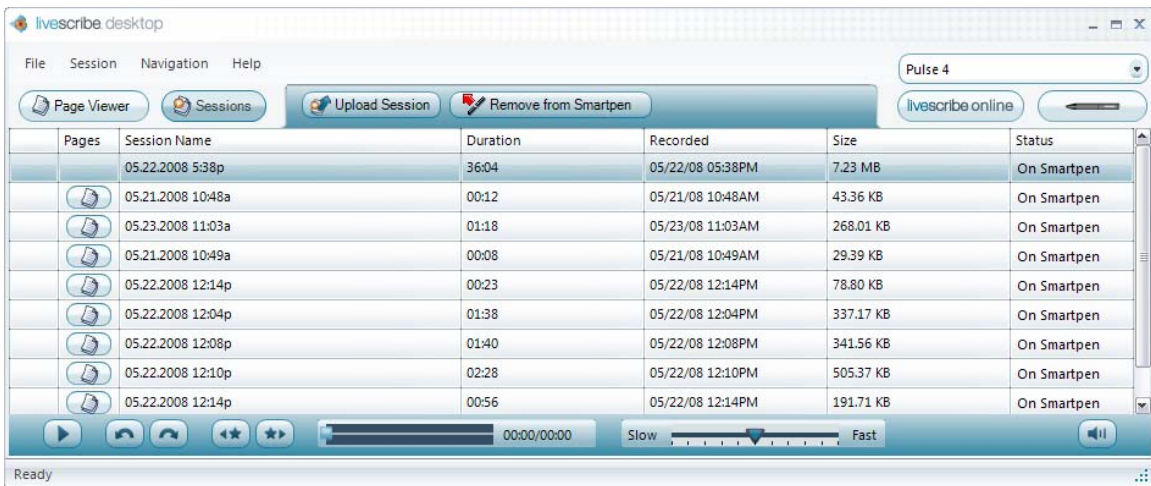 livescribe desktop
File Session Navigation Help
Pulse 4
Page Viewer Sessions Upload Session Remove from Smartpen livescribe online
Pages Session Name Duration Recorded Size Status
05.22.2008 5:38p 36:04 05/22/08 05:38PM 7.23 MB On Smartpen
05.21.2008 10:48a 00:12 05/21/08 10:48AM 43.36 KB On Smartpen
05.23.2008 11:03a 01:18 05/23/08 11:03AM 268.01 KB On Smartpen
05.21.2008 10:49a 00:08 05/21/08 10:49AM 29.39 KB On Smartpen
05.22.2008 12:14p 00:23 05/22/08 12:14PM 78.80 KB On Smartpen
05.22.2008 12:04p 01:38 05/22/08 12:04PM 337.17 KB On Smartpen
05.22.2008 12:08p 01:40 05/22/08 12:08PM 341.56 KB On Smartpen
05.22.2008 12:10p 02:28 05/22/08 12:10PM 505.37 KB On Smartpen
05.22.2008 12:14p 00:56 05/22/08 12:14PM 191.71 KB On Smartpen
00:00/00:00 Slow Fast
Ready